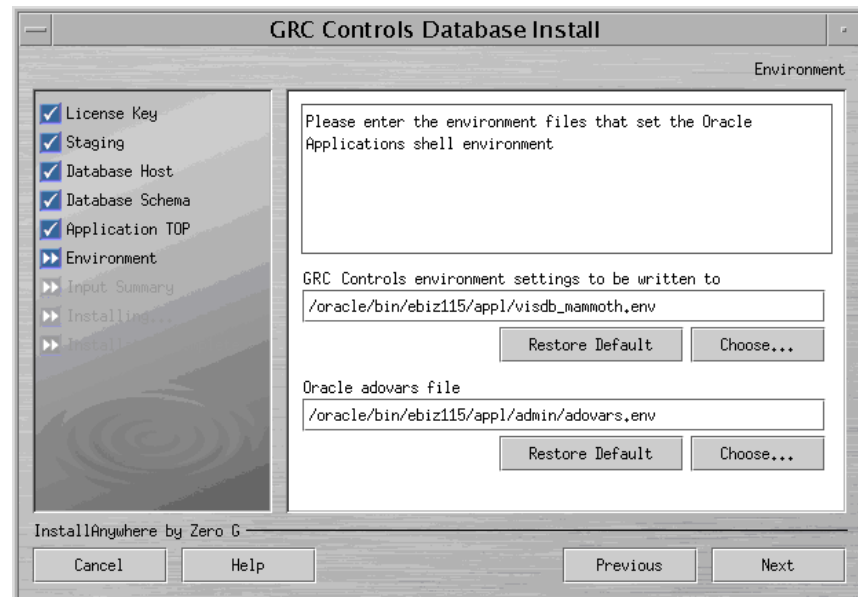 GRC Controls Database Install
Environment
License Key
Staging
Database Host
Database Schema
Application TOP
Environment
Input Summary
Installing...
Please enter the environment files that set the Oracle
Applications shell environment
GRC Controls environment settings to be written to
/oracle/bin/ebiz115/appl/visdb_mammoth.env
Restore Default
Choose...
Oracle adovars file
/oracle/bin/ebiz115/appl/admin/adovars.env
Restore Default
Choose...
InstallAnywhere by Zero G
Cancel
Help
Previous
Next